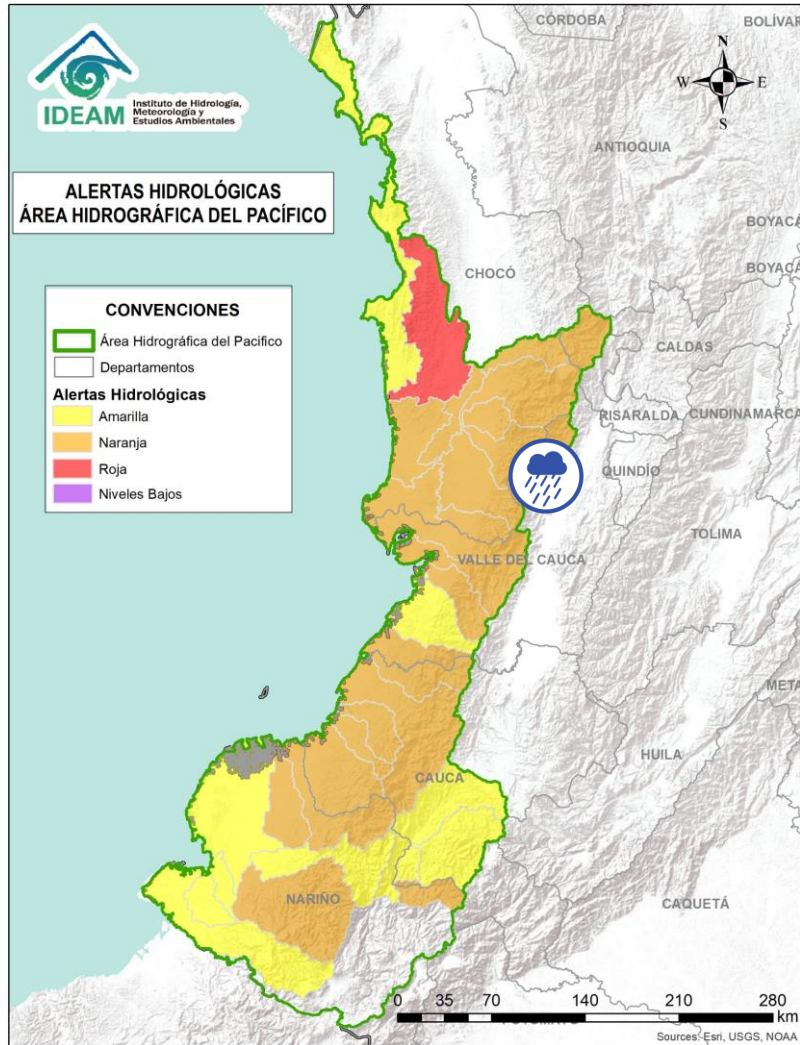 CÓRDOBA
BOLÍVAR
N
W E
S
IDEAM
Instituto de Hidrología,
Meteorología y
Estudios Ambientales
ANTIOQUIA
ALERTAS HIDROLÓGICAS
ÁREA HIDROGRÁFICA DEL PACÍFICO
BOYACÁ
CHOCÓ
BOYACÁ
CONVENCIONES
Área Hidrográfica del Pacifico
Departamentos
Alertas Hidrológicas
Amarilla
Naranja
Roja
Niveles Bajos
CALDAS
RISARALDA
CUNDINAMARCA
QUINDÍO
TOLIMA
VALLE DEL CAUCA
META
HUILA
CAUCA
NARIÑO
CAQUETÁ
0 35 70 140 210 280
km
Sources: Esri, USGS, NOAA